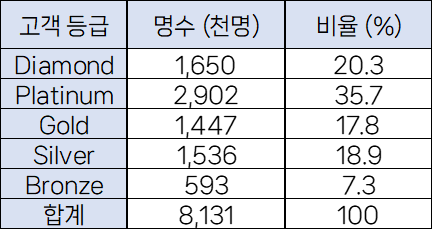 고객 등급 명수 (천명) 비율 (%)
Diamond 1,650 20.3
Platinum 2,902 35.7
Gold 1,447 17.8
Silver 1,536 18.9
Bronze 593 7.3
합계 8,131 100